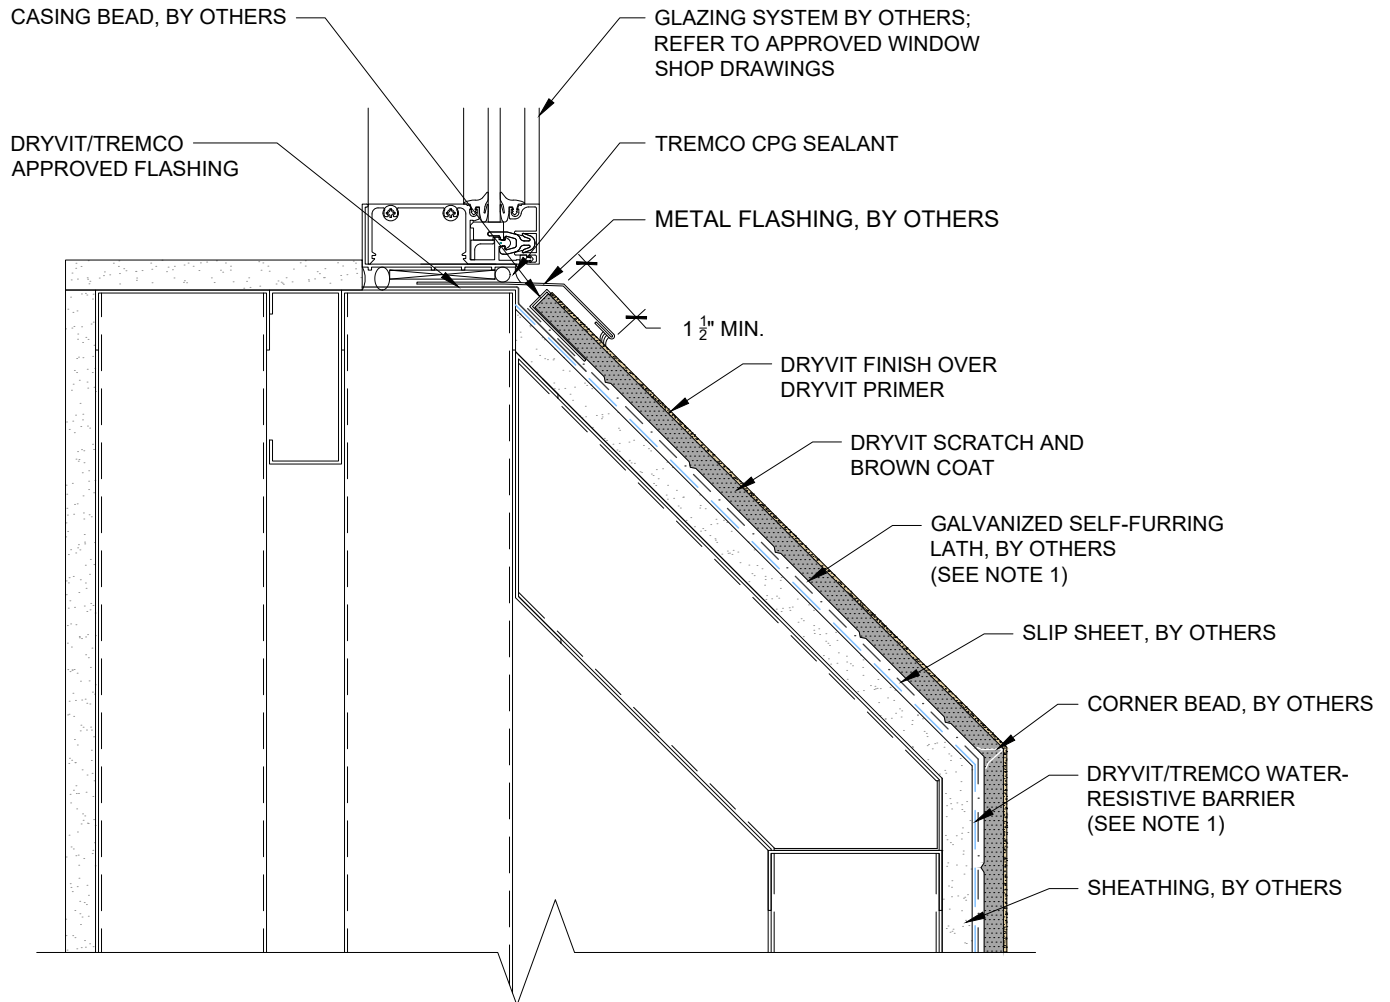 CASING BEAD, BY OTHERS
GLAZING SYSTEM BY OTHERS;
REFER TO APPROVED WINDOW
SHOP DRAWINGS
DRYVIT/TREMCO
APPROVED FLASHING
TREMCO CPG SEALANT
METAL FLASHING, BY OTHERS
1 1/2" MIN.
DRYVIT FINISH OVER
DRYVIT PRIMER
DRYVIT SCRATCH AND
BROWN COAT
GALVANIZED SELF-FURRING
LATH, BY OTHERS
(SEE NOTE 1)
SLIP SHEET, BY OTHERS
CORNER BEAD, BY OTHERS
DRYVIT/TREMCO WATER-
RESISTIVE BARRIER
(SEE NOTE 1)
SHEATHING, BY OTHERS